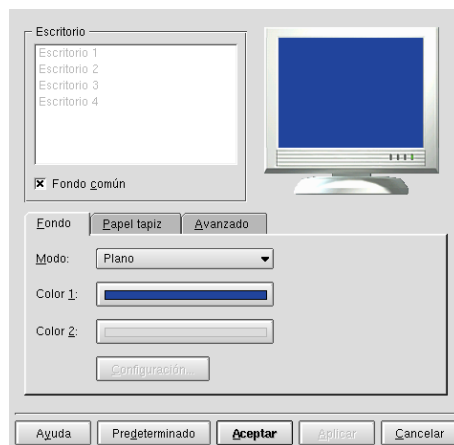 Escritorio
Escritorio 1
Escritorio 2
Escritorio 3
Escritorio 4
Fondo común
Fondo
Papel tapiz
Avanzado
Modo:
Plano
Color 1:
Color 2:
Configuración...
Ayuda
Predeterminado
Aceptar
Aplicar
Cancelar